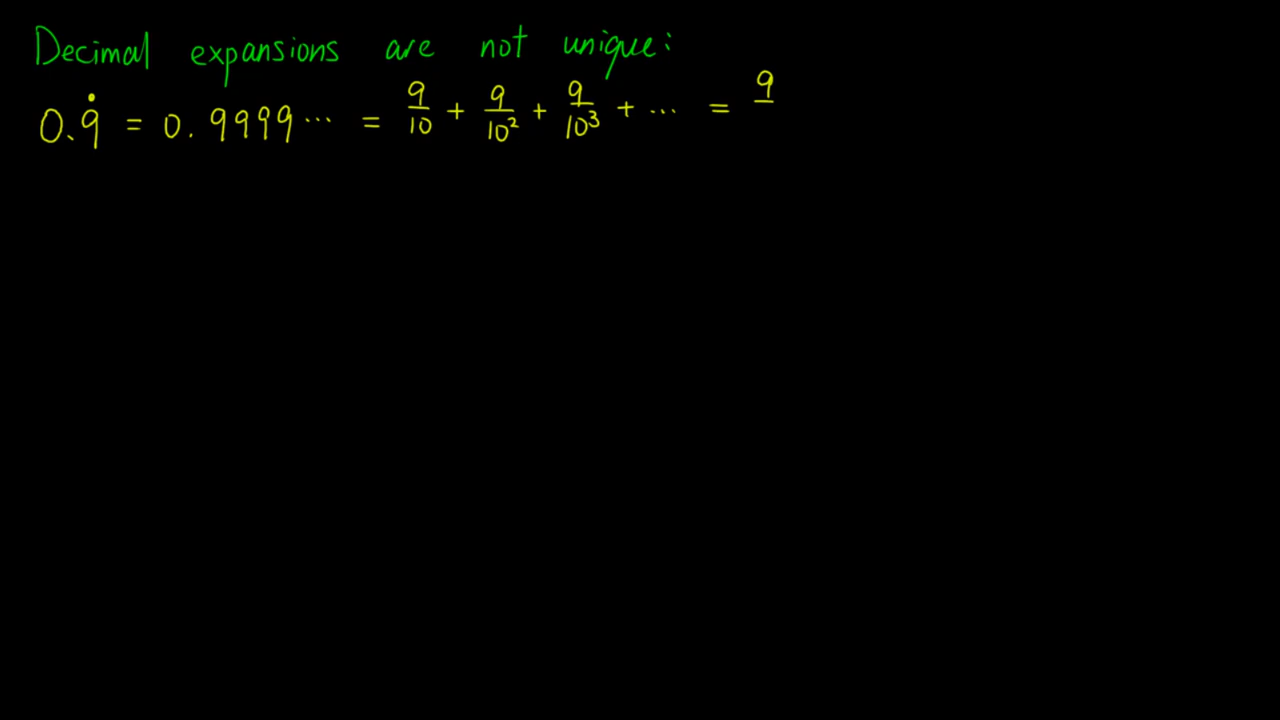 Decimal expansions are not unique:
0.9̇ = 0.9999··· = 9/10 + 9/10² + 9/10³ + ··· = 9/